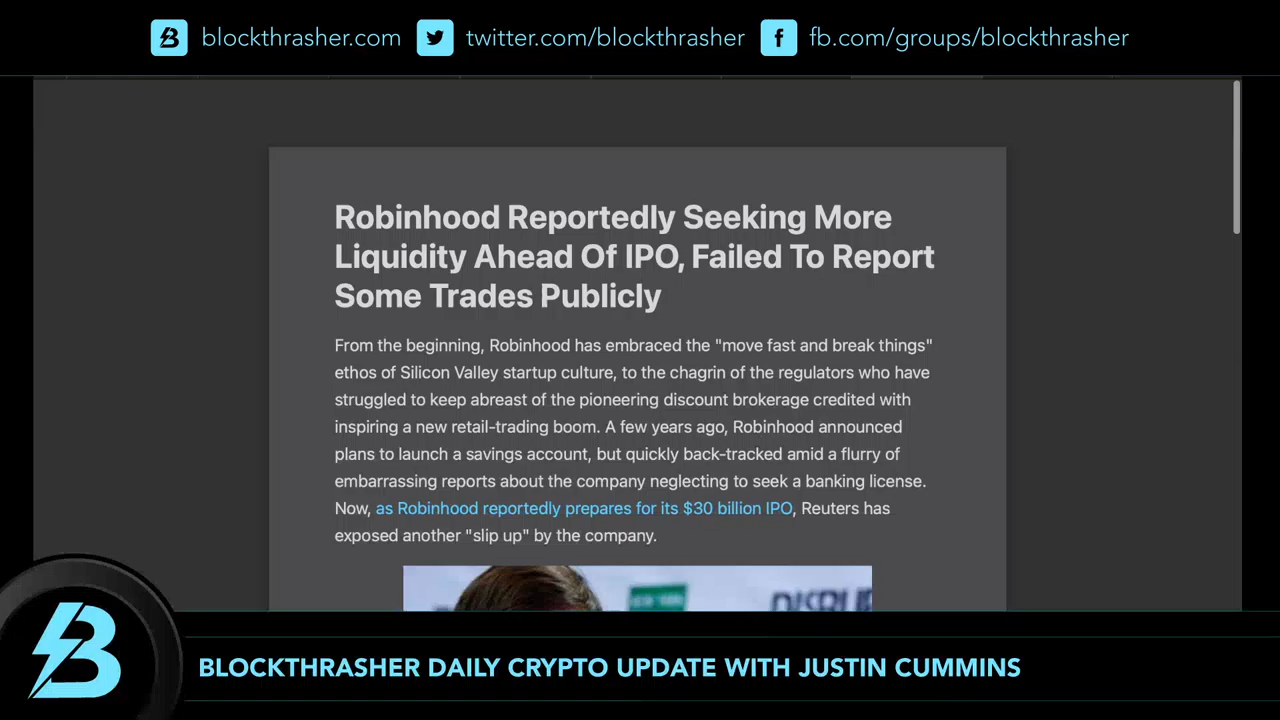 blockthrasher.com twitter.com/blockthrasher fb.com/groups/blockthrasher
Robinhood Reportedly Seeking More
Liquidity Ahead Of IPO, Failed To Report
Some Trades Publicly
From the beginning, Robinhood has embraced the "move fast and break things"
ethos of Silicon Valley startup culture, to the chagrin of the regulators who have
struggled to keep abreast of the pioneering discount brokerage credited with
inspiring a new retail-trading boom. A few years ago, Robinhood announced
plans to launch a savings account, but quickly back-tracked amid a flurry of
embarrassing reports about the company neglecting to seek a banking license.
Now, as Robinhood reportedly prepares for its $30 billion IPO, Reuters has
exposed another "slip up" by the company.
BLOCKTHRASHER DAILY CRYPTO UPDATE WITH JUSTIN CUMMINS